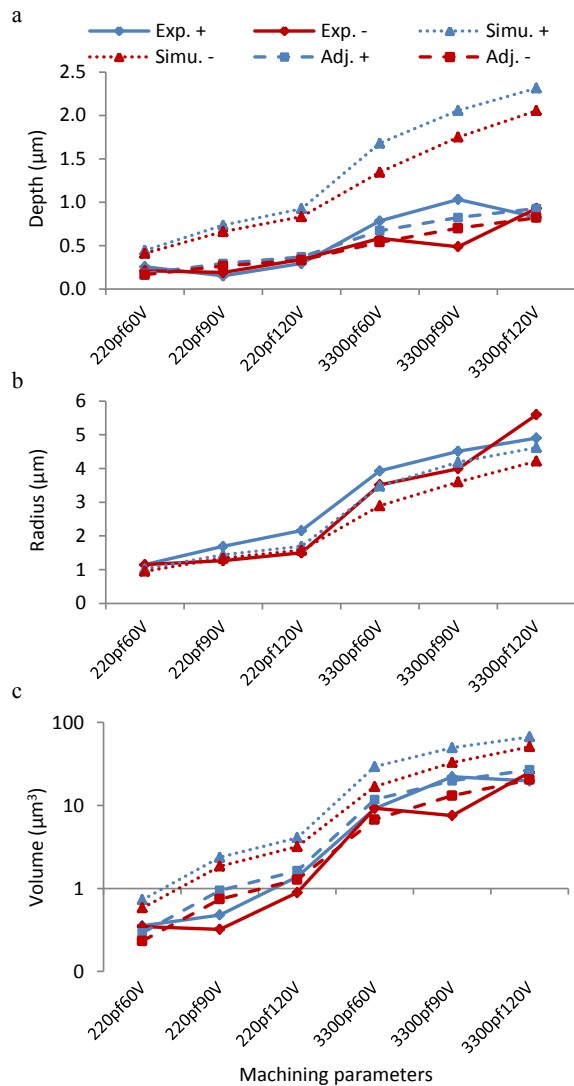 a
Exp. + Exp. - Simu. +
Simu. - Adj. + Adj. -
2.5
2.0
1.5
1.0
0.5
0.0
Depth (µm)
220pf60V 220pf90V 220pf120V 3300pf60V 3300pf90V 3300pf120V
b
6
5
4
3
2
1
0
Radius (µm)
220pf60V 220pf90V 220pf120V 3300pf60V 3300pf90V 3300pf120V
c
100
10
1
0
Volume (µm³)
220pf60V 220pf90V 220pf120V 3300pf60V 3300pf90V 3300pf120V
Machining parameters